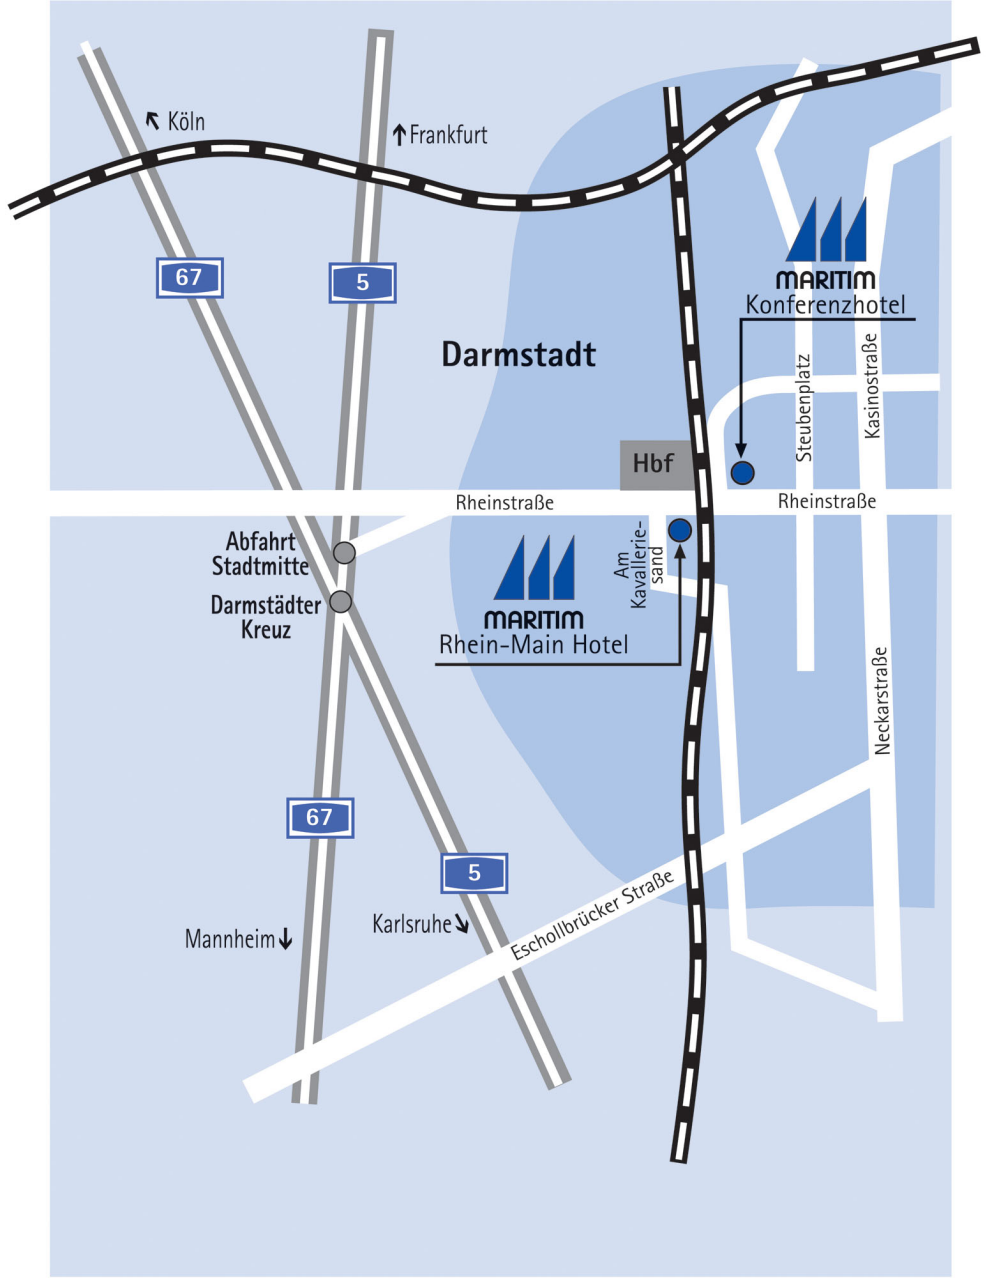 Köln
Frankfurt
67
5
MARITIM
Konferenzhotel
Darmstadt
Steubenplatz
Kasinostraße
Hbf
Rheinstraße
Rheinstraße
Abfahrt
Stadtmitte
Darmstädter
Kreuz
Am
Kavallerie-
sand
MARITIM
Rhein-Main Hotel
Neckarstraße
67
5
Karlsruhe
Mannheim
Eschollbrücker Straße